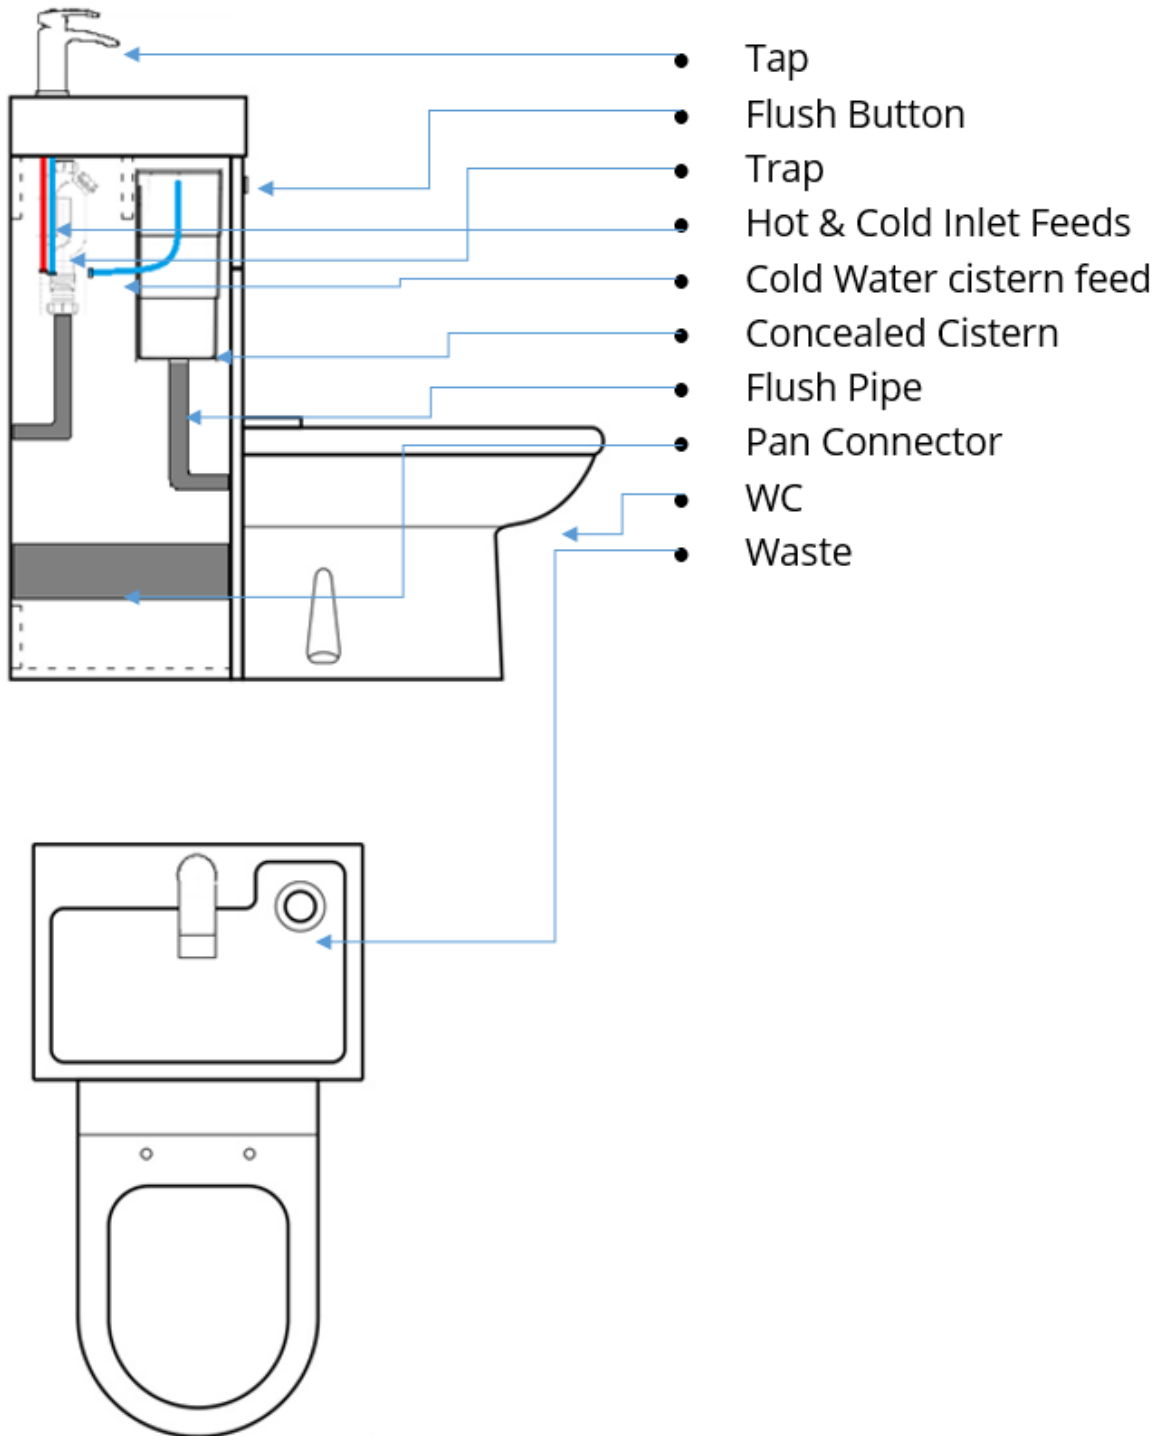 Tap
Flush Button
Trap
Hot & Cold Inlet Feeds
Cold Water cistern feed
Concealed Cistern
Flush Pipe
Pan Connector
WC
Waste